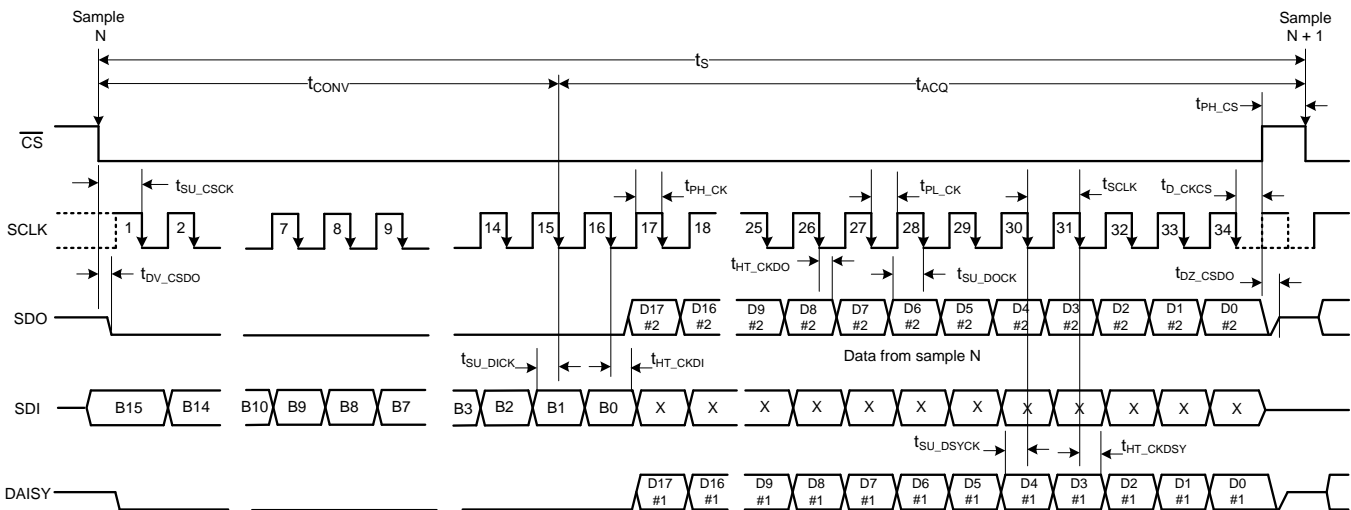 Sample
N
Sample
N + 1
tS
tCONV
tACQ
tPH_CS
CS
tSU_CSCK
tPH_CK
tPL_CK
tSCLK
tD_CKCS
SCLK
1 2 7 8 9 14 15 16 17 18 25 26 27 28 29 30 31 32 33 34
tDV_CSDO
tHT_CKDO
tSU_DOCK
tDZ_CSDO
SDO
D17 D16 D9 D8 D7 D6 D5 D4 D3 D2 D1 D0
#2 #2 #2 #2 #2 #2 #2 #2 #2 #2 #2 #2
tSU_DICK
tHT_CKDI
Data from sample N
SDI
B15 B14 B10 B9 B8 B7 B3 B2 B1 B0 X X X X X X X X X X X X
tSU_DSYCK
tHT_CKDSY
DAISY
D17 D16 D9 D8 D7 D6 D5 D4 D3 D2 D1 D0
#1 #1 #1 #1 #1 #1 #1 #1 #1 #1 #1 #1